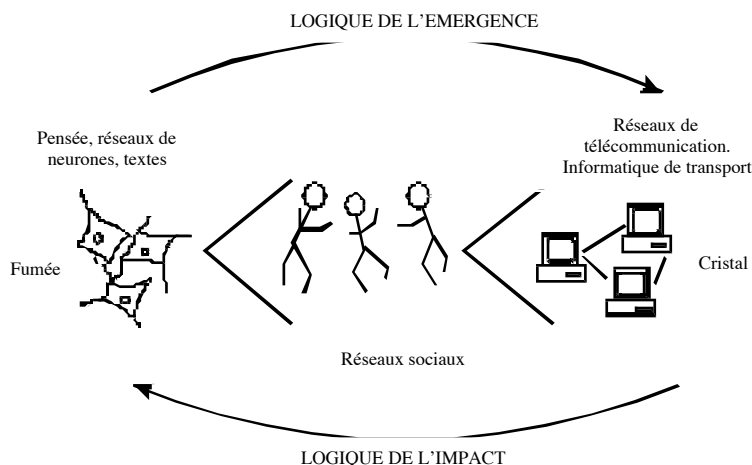 LOGIQUE DE L'EMERGENCE
Pensée, réseaux de
neurones, textes
Réseaux de
télécommunication.
Informatique de transport
Fumée
Cristal
Réseaux sociaux
LOGIQUE DE L'IMPACT